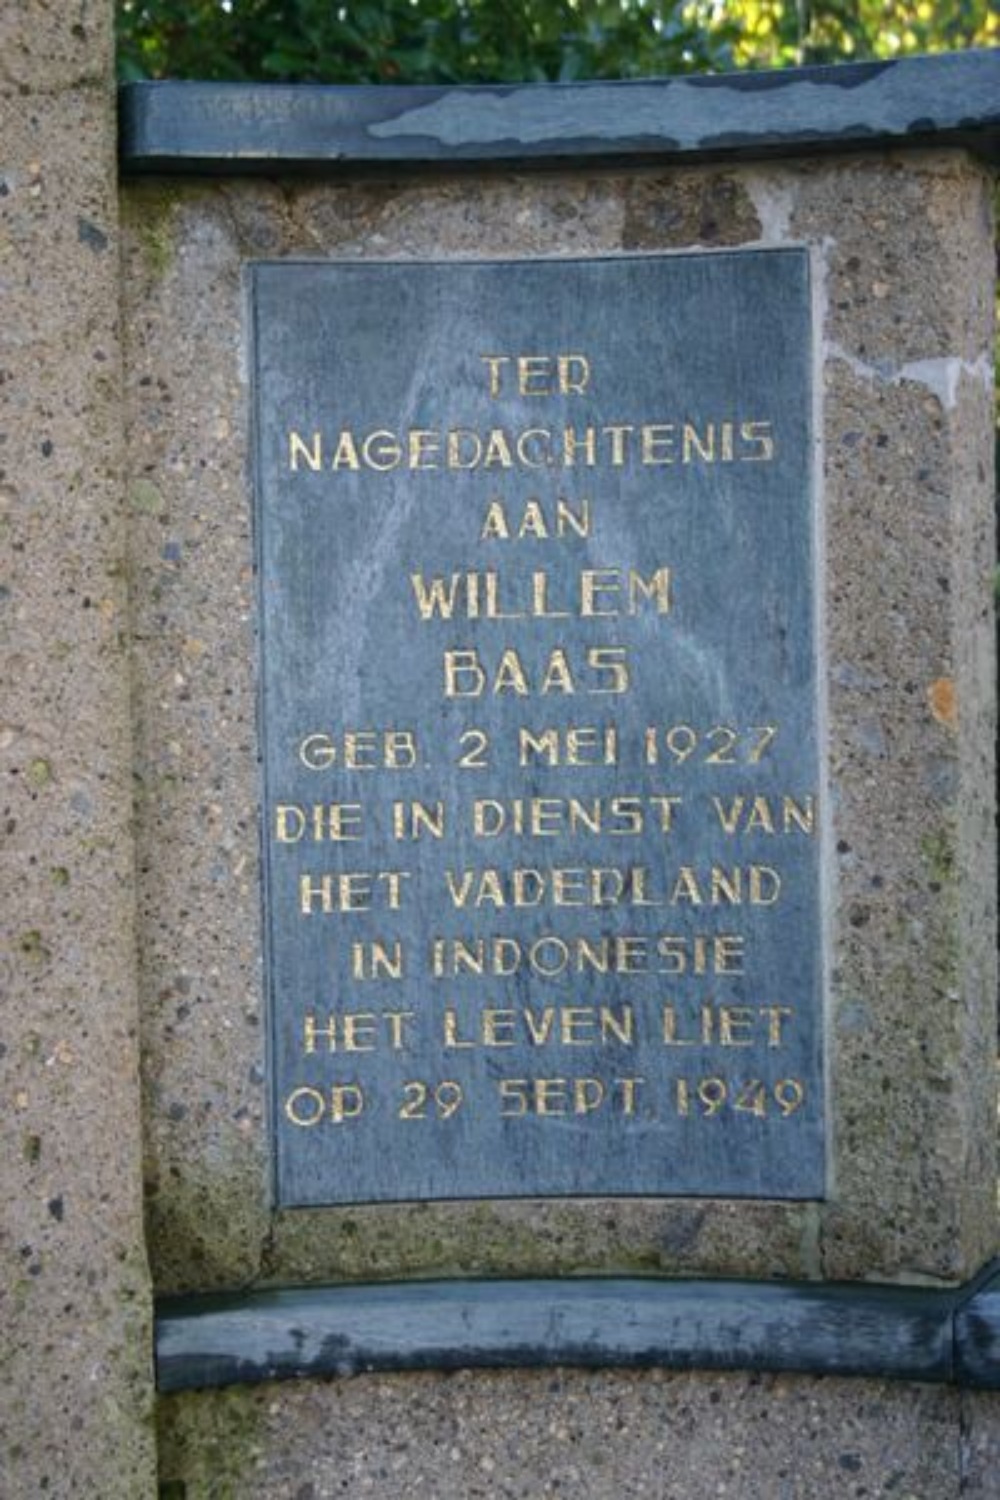 TER
NAGEDACHTENIS
AAN
WILLEM
BAAS
GEB. 2 MEI 1927
DIE IN DIENST VAN
HET VADERLAND
IN INDONESIE
HET LEVEN LIET
OP 29 SEPT. 1949